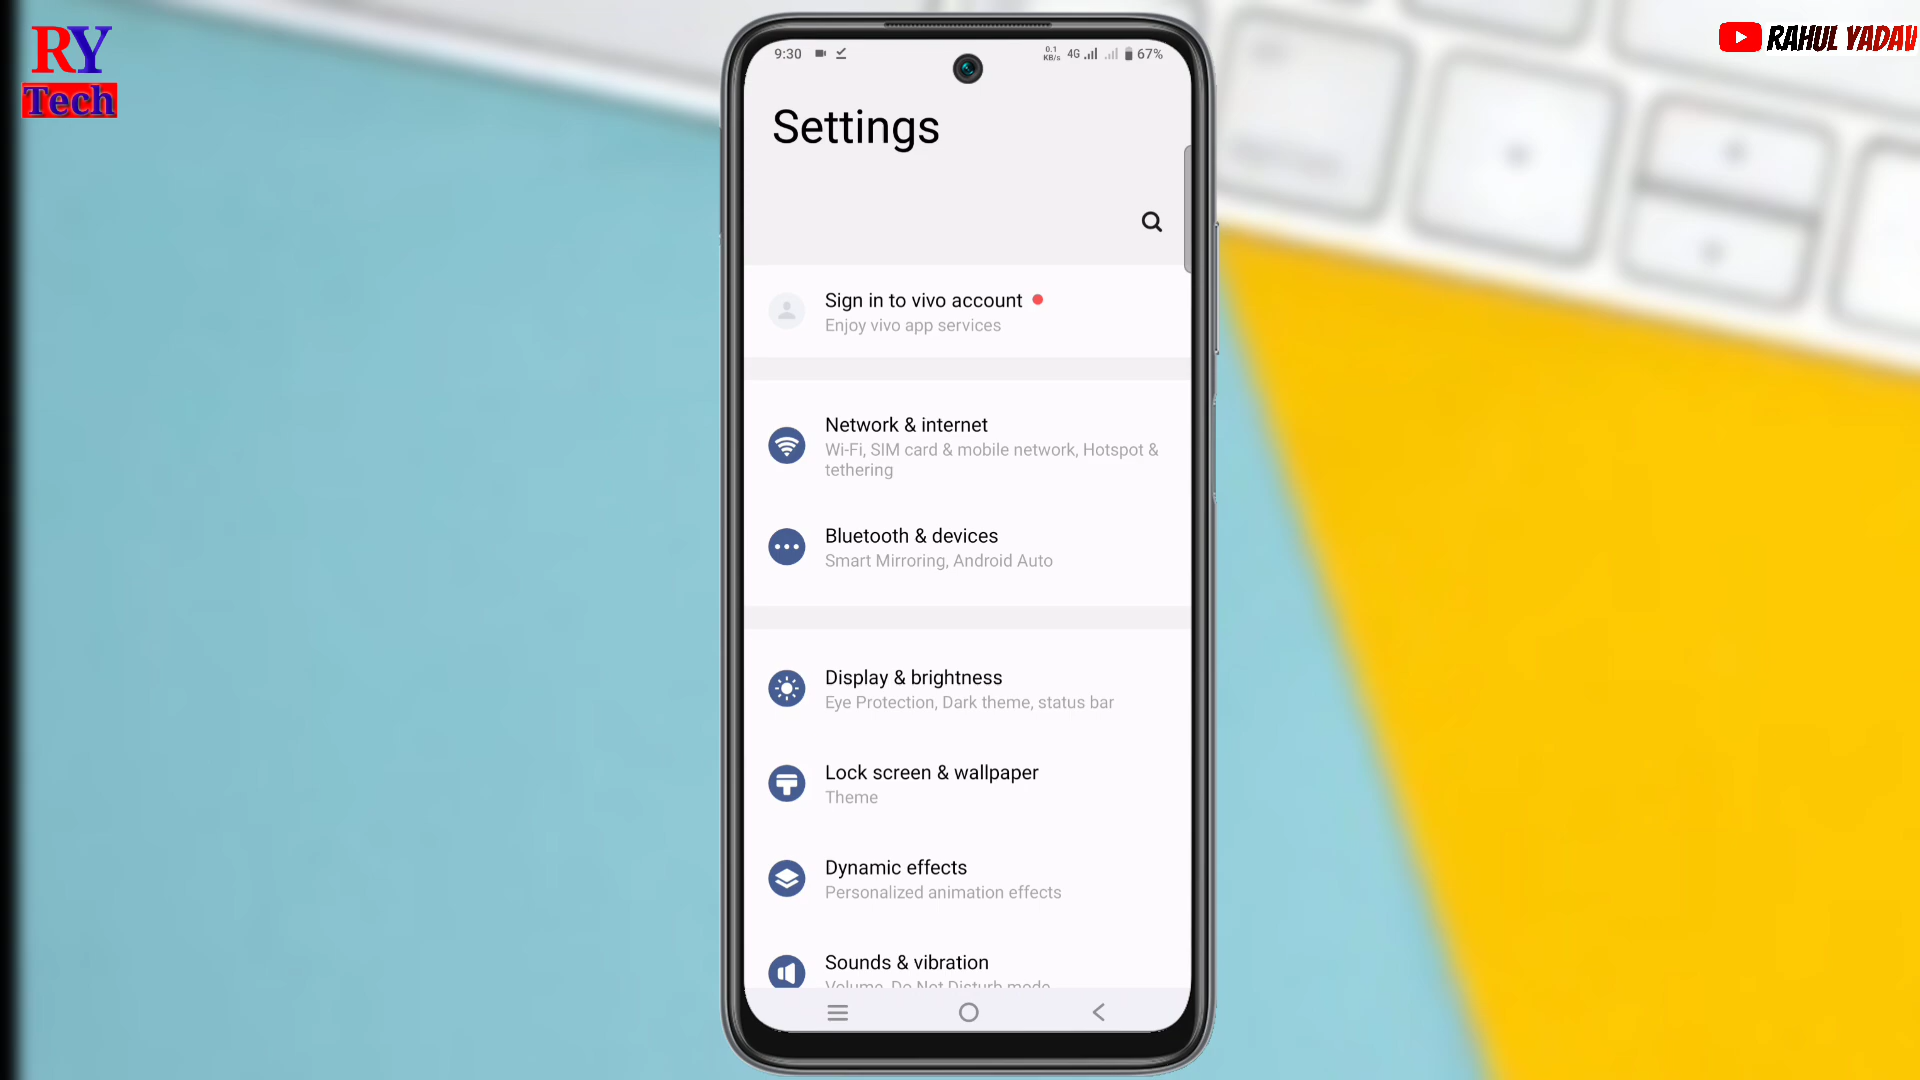 RY
Tech
RAHUL YADAV
9:30
0.1
KB/s
4G
67%
Settings
Sign in to vivo account
Enjoy vivo app services
Network & internet
Wi-Fi, SIM card & mobile network, Hotspot &
tethering
Bluetooth & devices
Smart Mirroring, Android Auto
Display & brightness
Eye Protection, Dark theme, status bar
Lock screen & wallpaper
Theme
Dynamic effects
Personalized animation effects
Sounds & vibration
Volume, Do Not Disturb mode